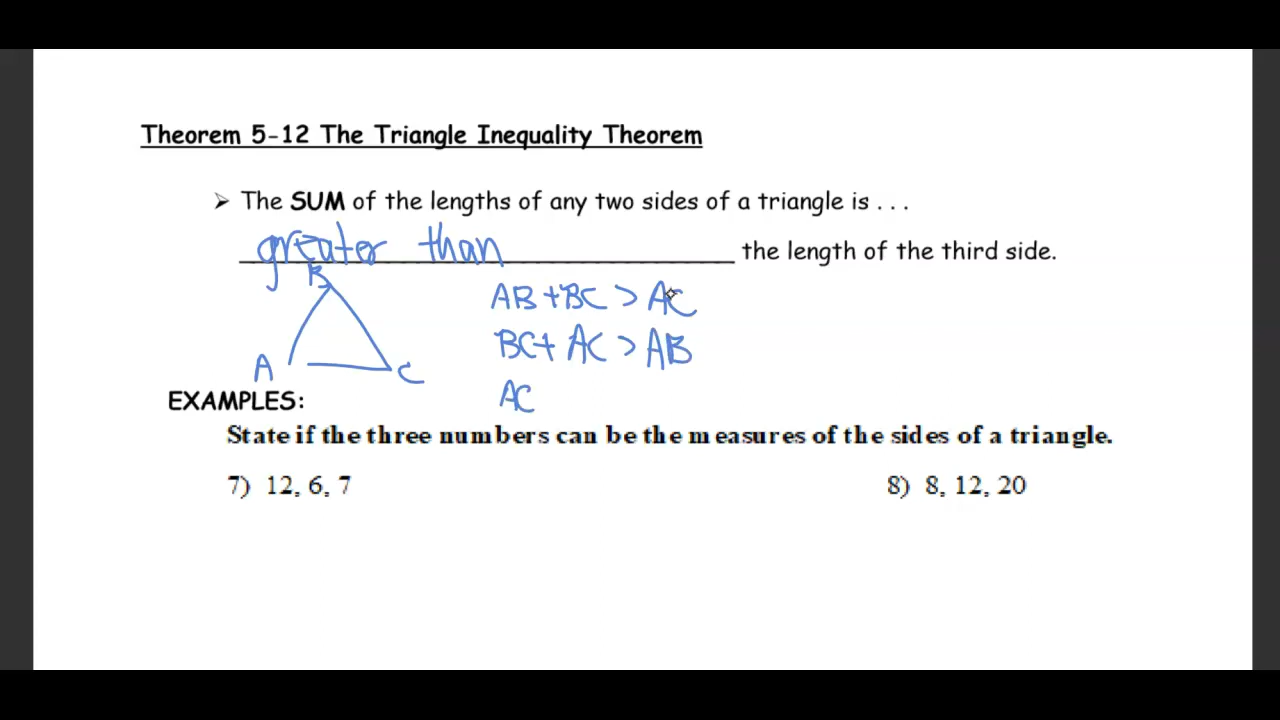 Theorem 5-12 The Triangle Inequality Theorem
➢ The SUM of the lengths of any two sides of a triangle is . . .
greater than the length of the third side.
B
AB + BC > AC
BC + AC > AB
A C
AC
EXAMPLES:
State if the three numbers can be the measures of the sides of a triangle.
7) 12, 6, 7 8) 8, 12, 20